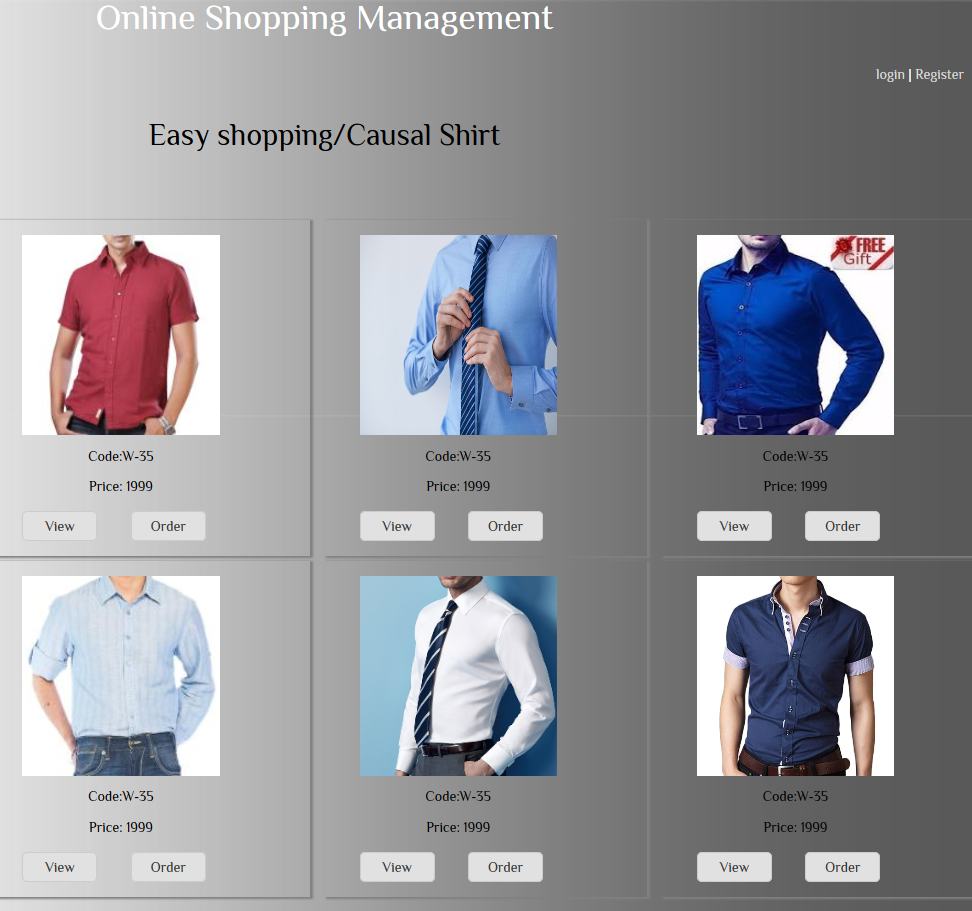 Online Shopping Management
login | Register
Easy shopping/Causal Shirt
FREE
Gift
Code:W-35 Code:W-35 Code:W-35
Price: 1999 Price: 1999 Price: 1999
View Order View Order View Order
Code:W-35 Code:W-35 Code:W-35
Price: 1999 Price: 1999 Price: 1999
View Order View Order View Order